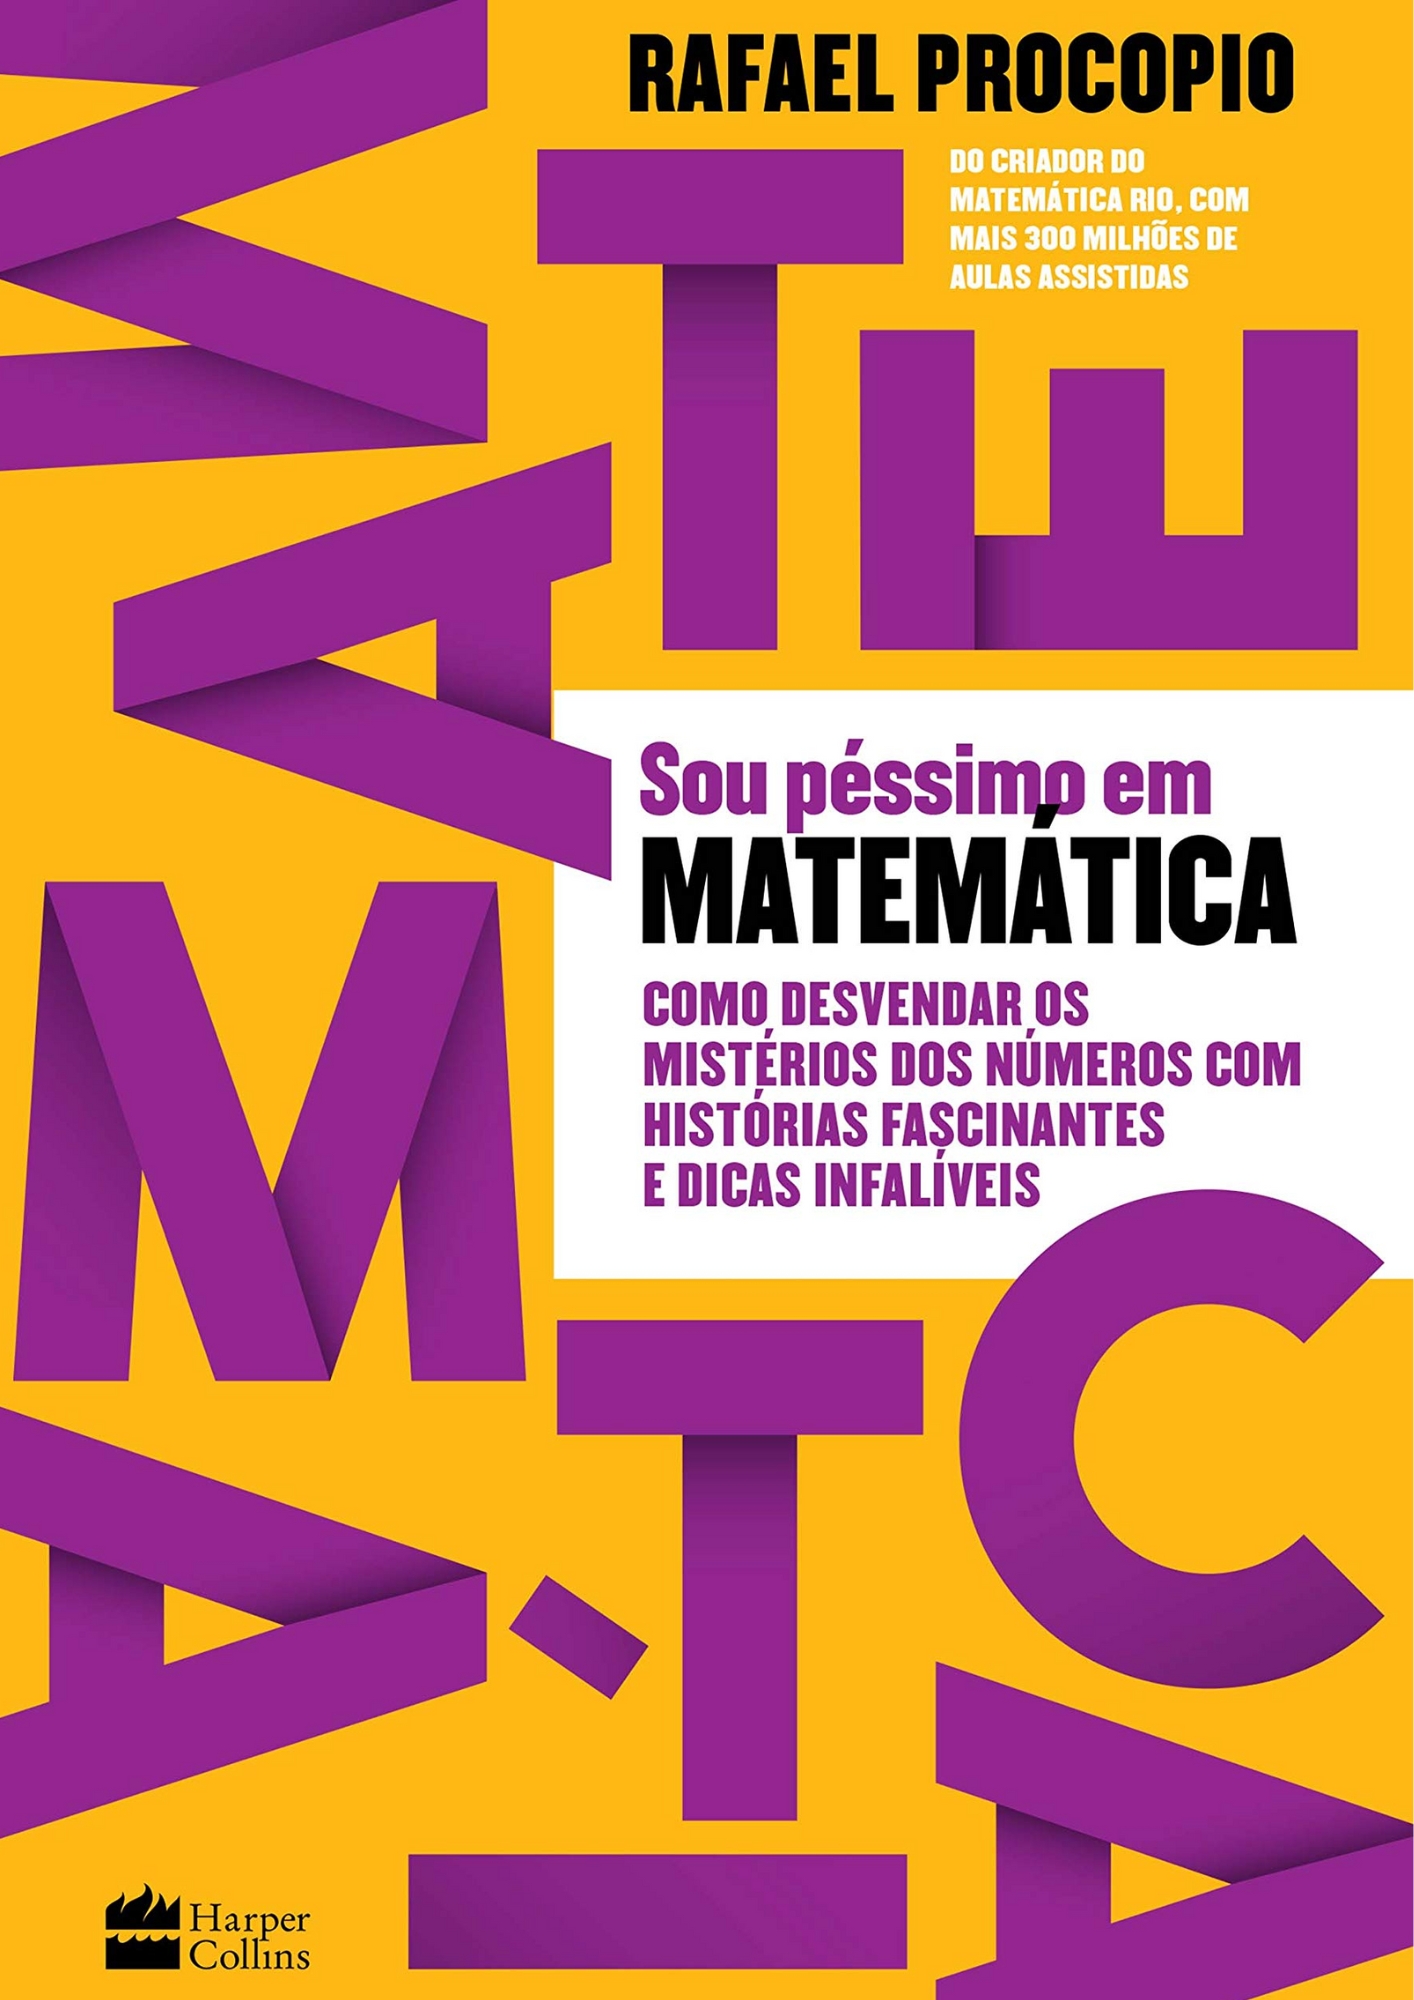 RAFAEL PROCOPIO
DO CRIADOR DO
MATEMÁTICA RIO, COM
MAIS 300 MILHÕES DE
AULAS ASSISTIDAS
M
A
T
E
M
Á
T
I
C
A
Sou péssimo em
MATEMÁTICA
COMO DESVENDAR OS
MISTÉRIOS DOS NÚMEROS COM
HISTÓRIAS FASCINANTES
E DICAS INFALÍVEIS
Harper
Collins